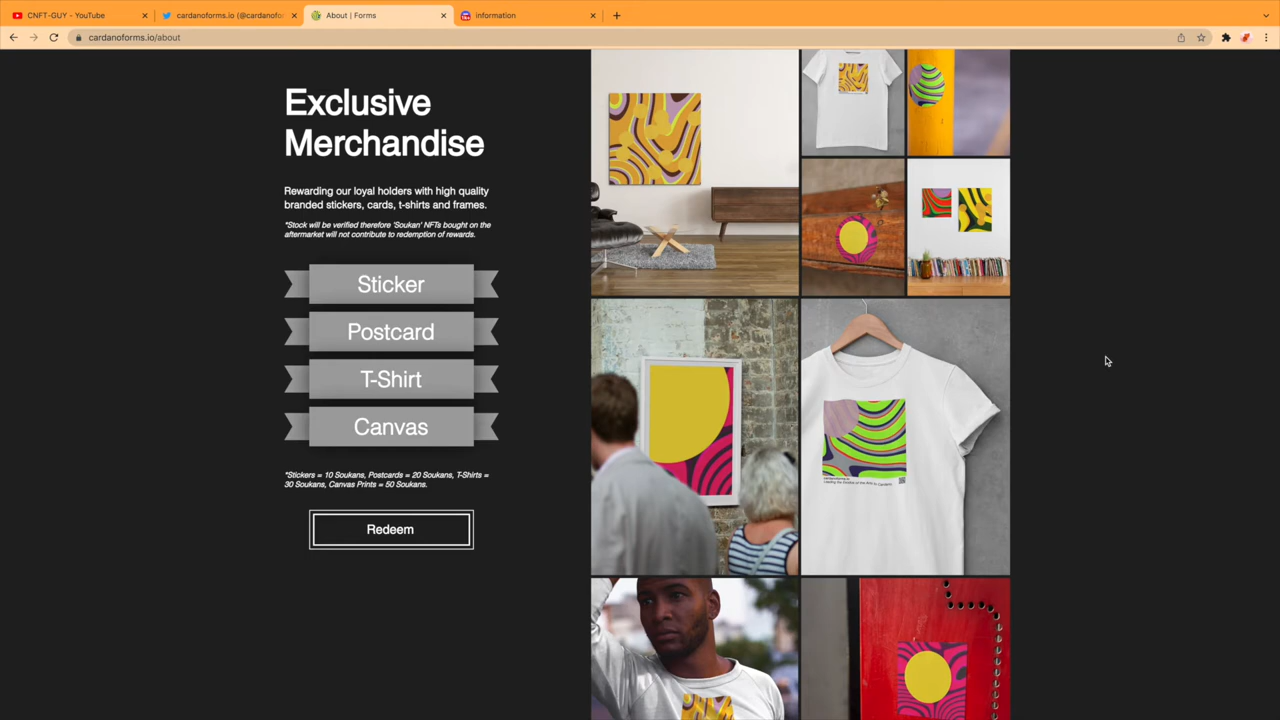 CNFT-GUY - YouTube
cardanoforms.io (@cardanofor
About | Forms
information
cardanoforms.io/about
Exclusive
Merchandise
Rewarding our loyal holders with high quality
branded stickers, cards, t-shirts and frames.
*Stock will be verified therefore 'Soukan' NFTs bought on the
aftermarket will not contribute to redemption of rewards.
Sticker
Postcard
T-Shirt
Canvas
*Stickers = 10 Soukans, Postcards = 20 Soukans, T-Shirts =
30 Soukans, Canvas Prints = 50 Soukans.
Redeem
cardanoforms.io